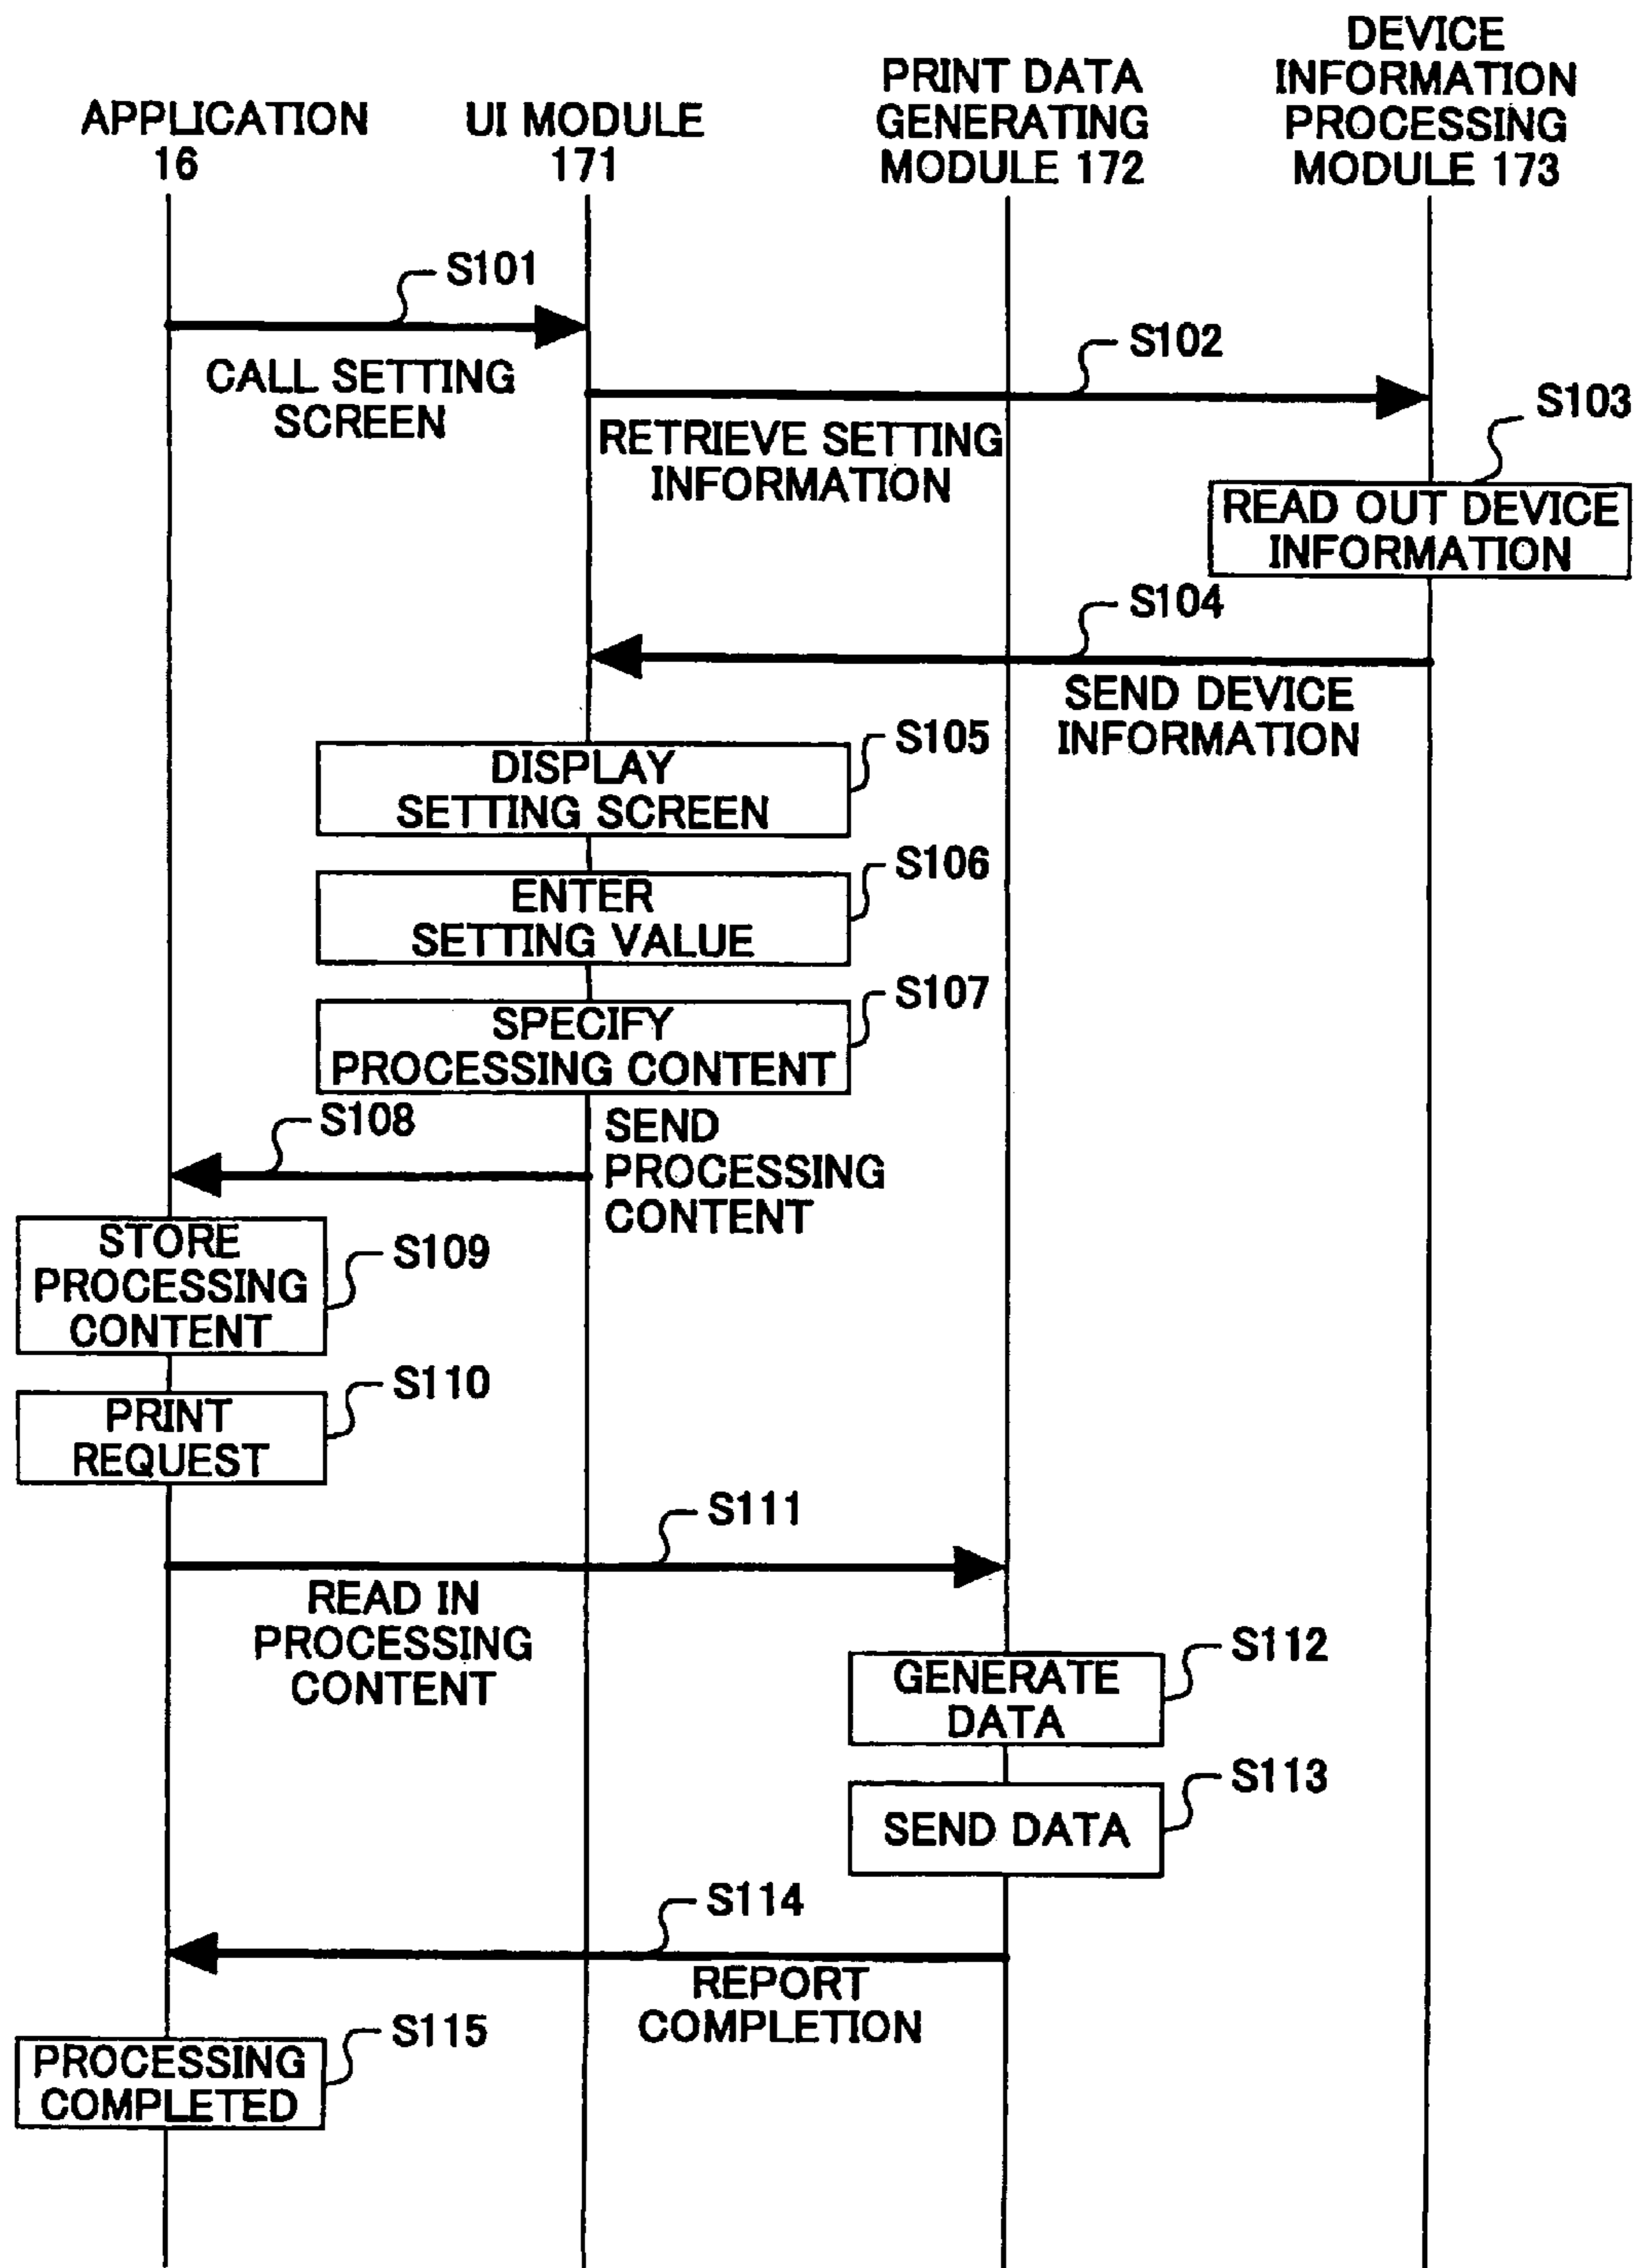 APPLICATION
16
UI MODULE
171
PRINT DATA
GENERATING
MODULE 172
DEVICE
INFORMATION
PROCESSING
MODULE 173
S101
CALL SETTING
SCREEN
S102
RETRIEVE SETTING
INFORMATION
S103
READ OUT DEVICE
INFORMATION
S104
SEND DEVICE
INFORMATION
S105
DISPLAY
SETTING SCREEN
S106
ENTER
SETTING VALUE
S107
SPECIFY
PROCESSING CONTENT
S108
SEND
PROCESSING
CONTENT
STORE
PROCESSING
CONTENT
S109
PRINT
REQUEST
S110
S111
READ IN
PROCESSING
CONTENT
S112
GENERATE
DATA
S113
SEND DATA
S114
REPORT
COMPLETION
S115
PROCESSING
COMPLETED